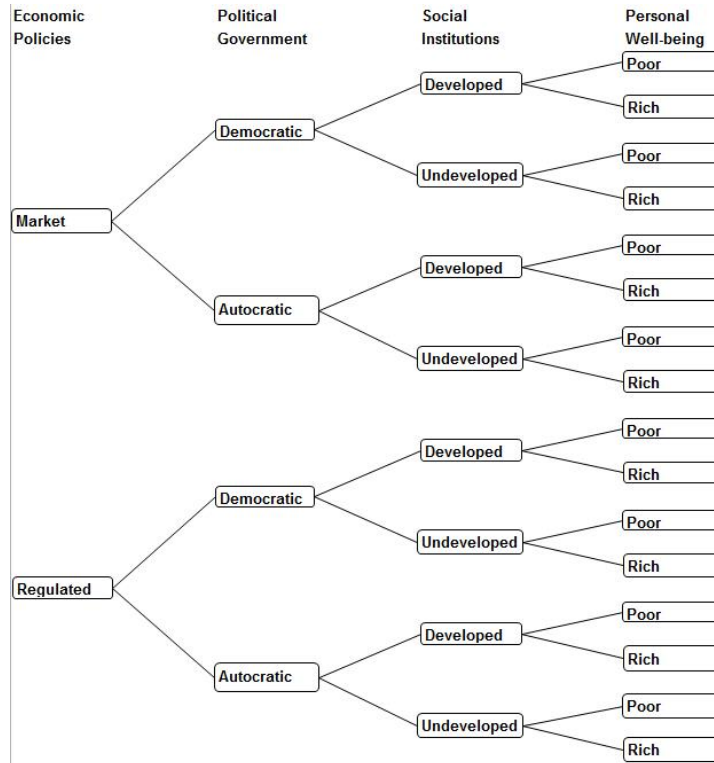 Economic Policies
Political Government
Social Institutions
Personal Well-being
Market
Democratic
Developed
Poor
Rich
Undeveloped
Poor
Rich
Autocratic
Developed
Poor
Rich
Undeveloped
Poor
Rich
Regulated
Democratic
Developed
Poor
Rich
Undeveloped
Poor
Rich
Autocratic
Developed
Poor
Rich
Undeveloped
Poor
Rich